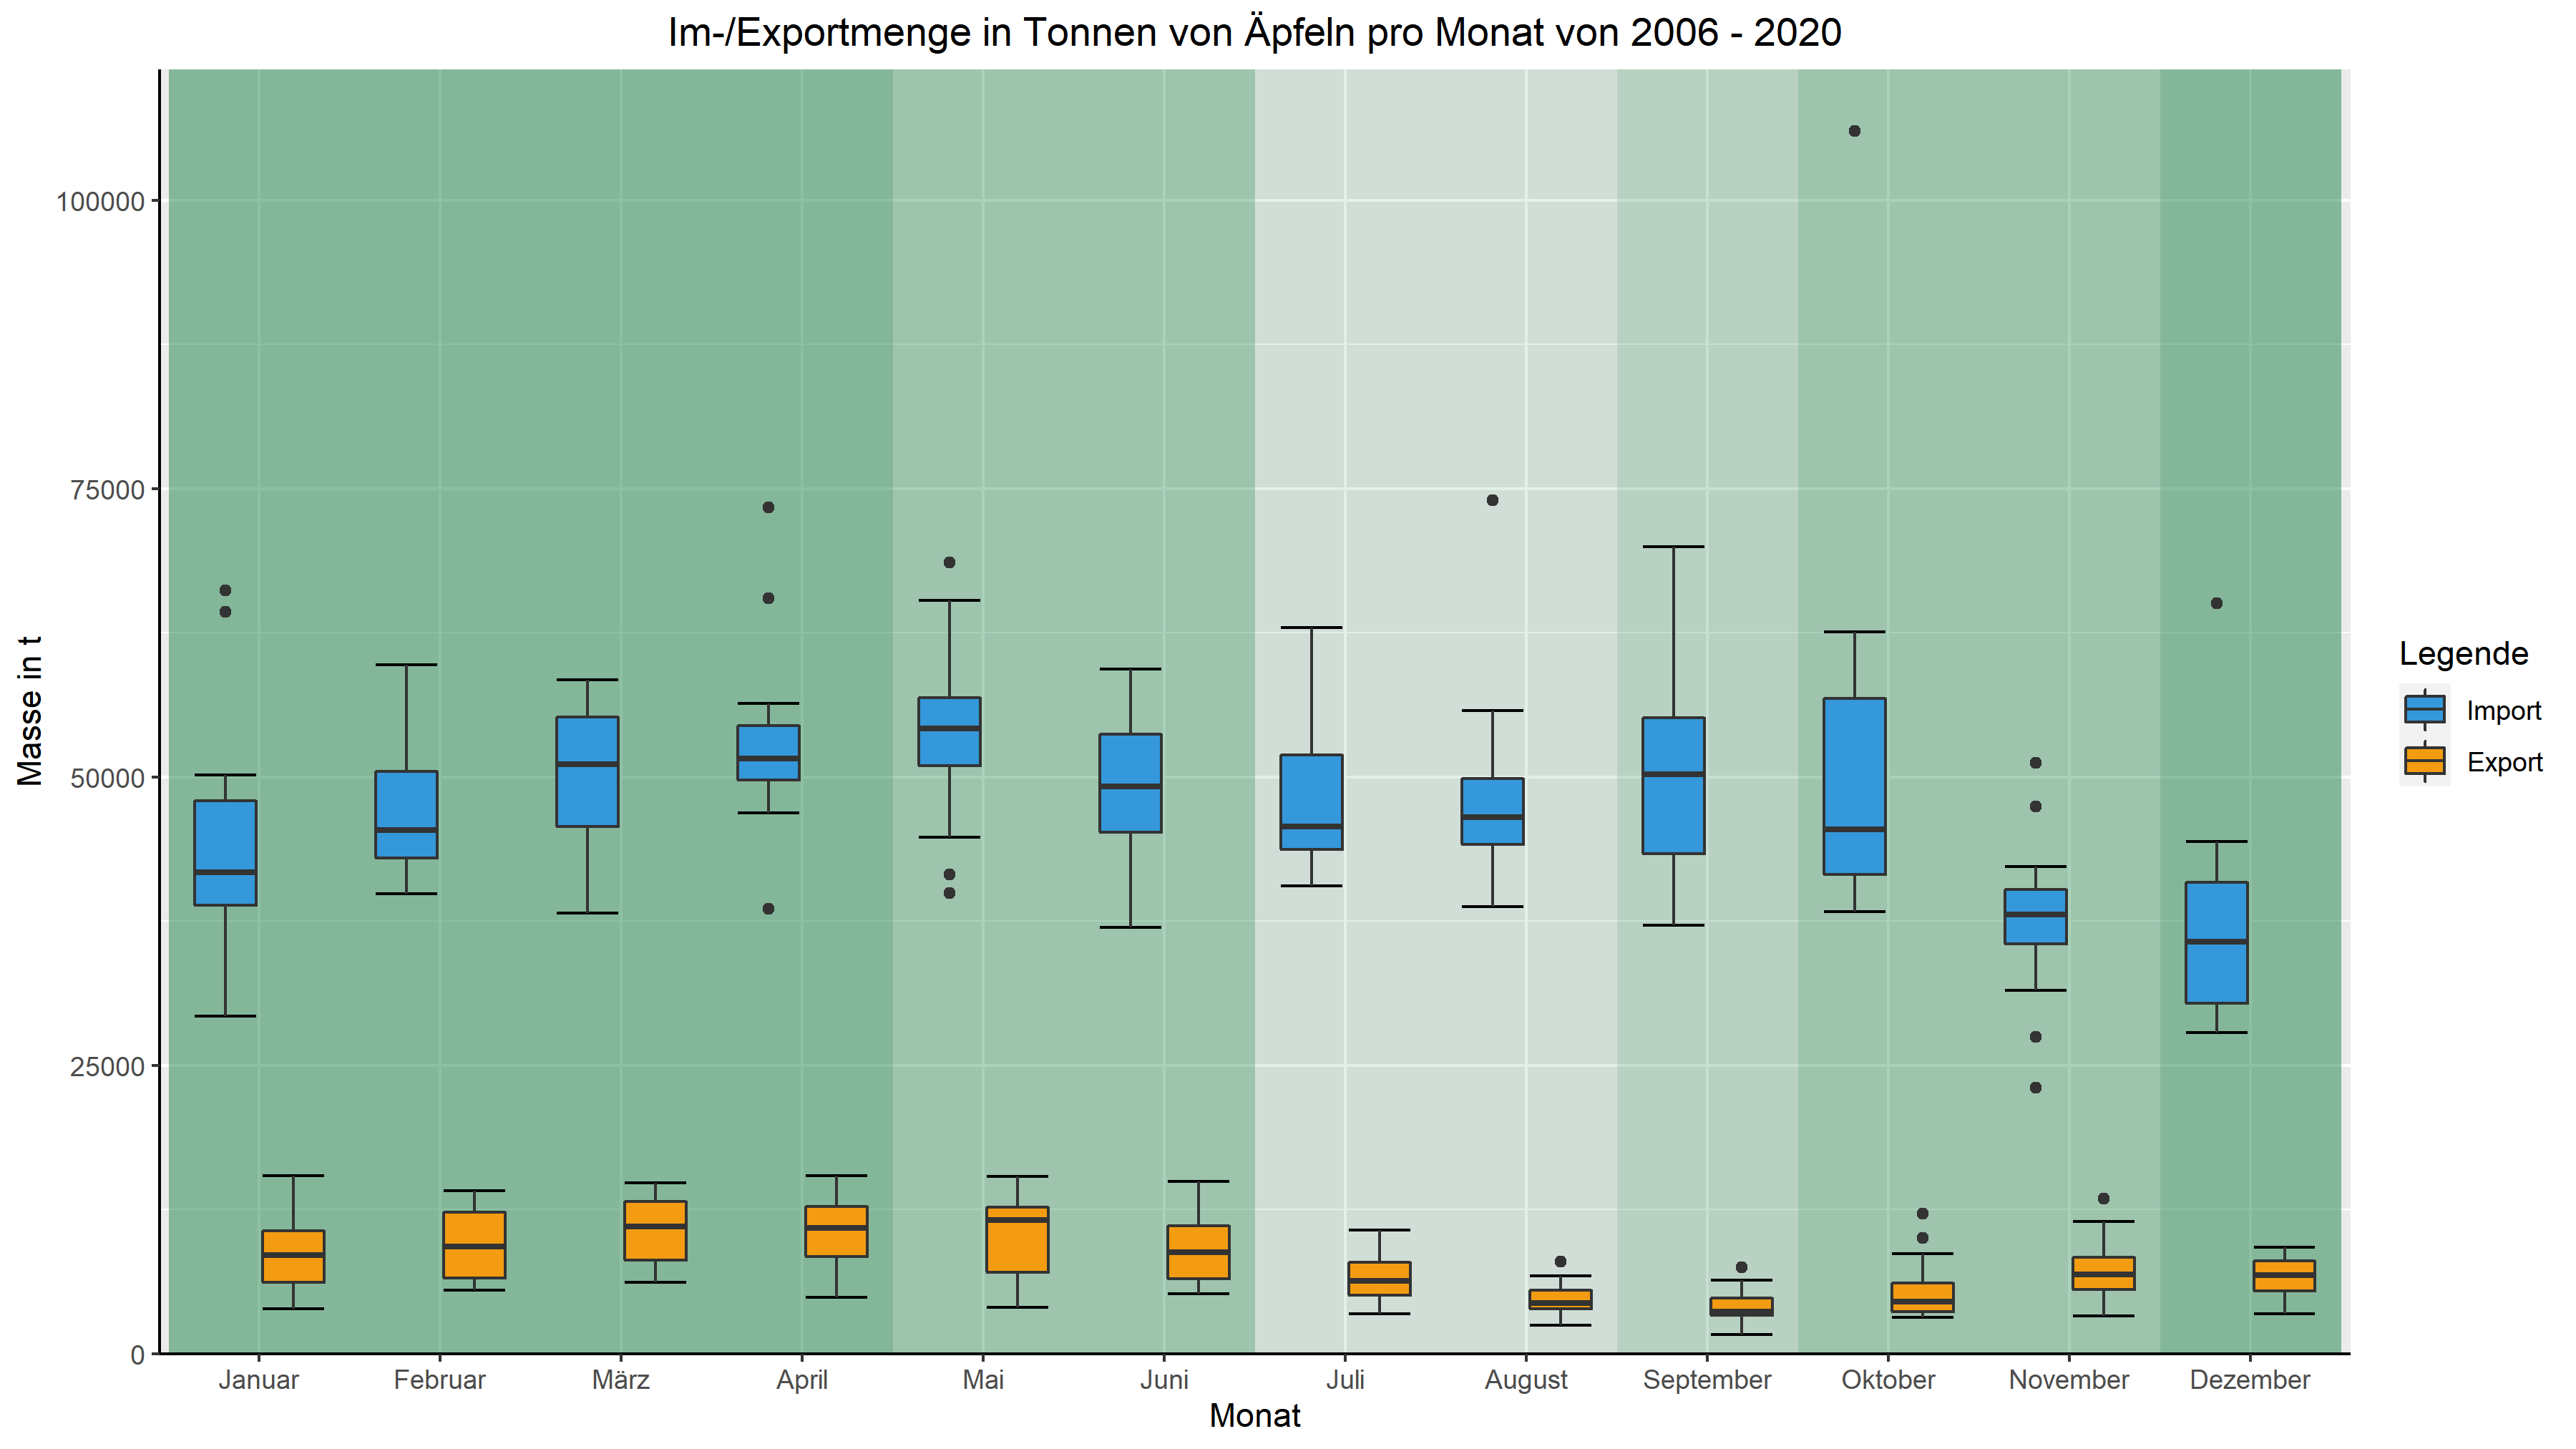 Im-/Exportmenge in Tonnen von Äpfeln pro Monat von 2006 - 2020
Masse in t
100000
75000
50000
25000
0
Januar Februar März April Mai Juni Juli August September Oktober November Dezember
Monat
Legende
Import
Export